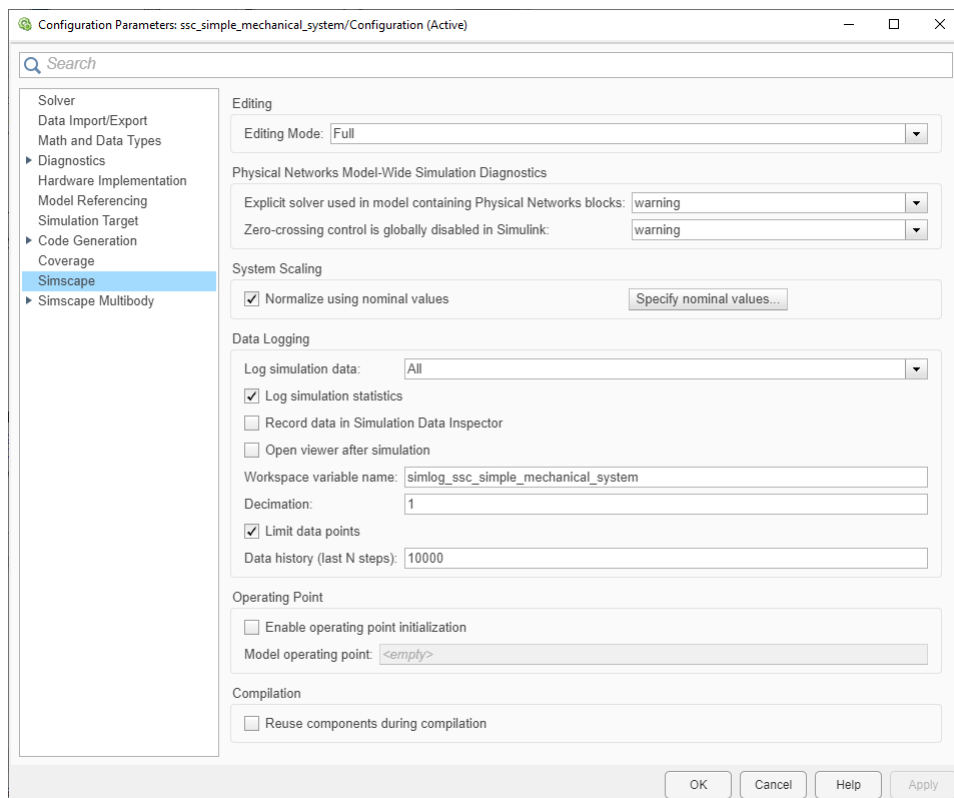 Configuration Parameters: ssc_simple_mechanical_system/Configuration (Active)
Search
Solver
Data Import/Export
Math and Data Types
Diagnostics
Hardware Implementation
Model Referencing
Simulation Target
Code Generation
Coverage
Simscape
Simscape Multibody
Editing
Editing Mode: Full
Physical Networks Model-Wide Simulation Diagnostics
Explicit solver used in model containing Physical Networks blocks: warning
Zero-crossing control is globally disabled in Simulink: warning
System Scaling
Normalize using nominal values Specify nominal values...
Data Logging
Log simulation data: All
Log simulation statistics
Record data in Simulation Data Inspector
Open viewer after simulation
Workspace variable name: simlog_ssc_simple_mechanical_system
Decimation: 1
Limit data points
Data history (last N steps): 10000
Operating Point
Enable operating point initialization
Model operating point: <empty>
Compilation
Reuse components during compilation
OK Cancel Help Apply